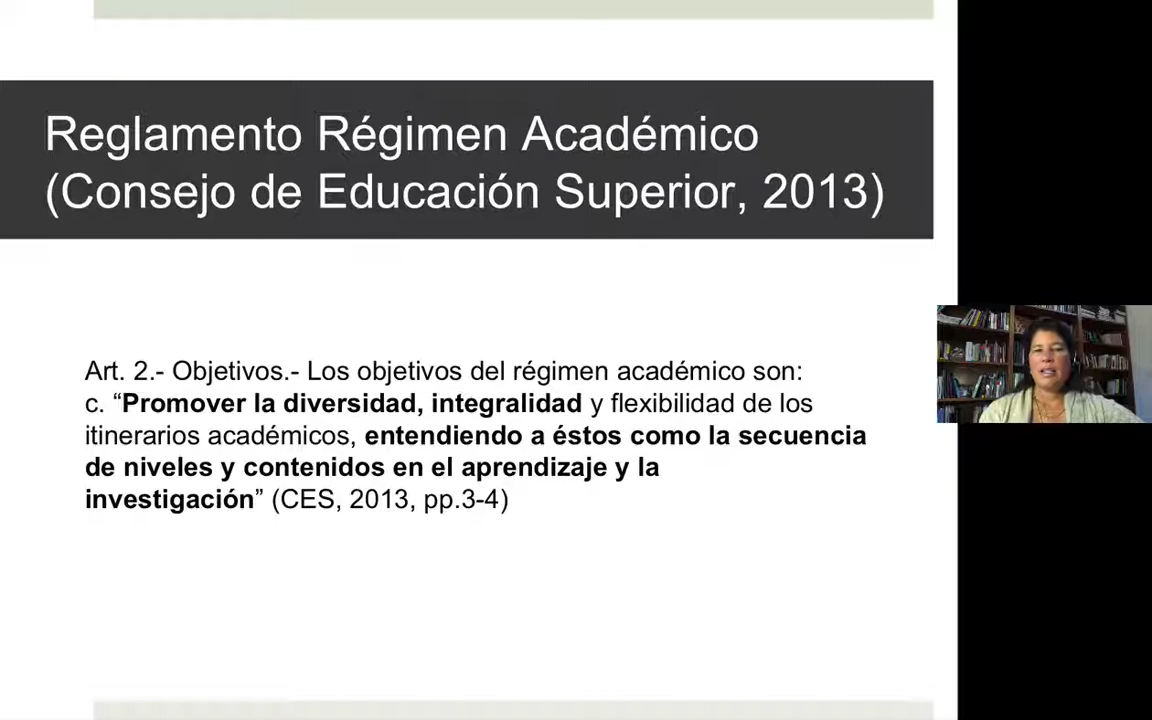 Reglamento Régimen Académico
(Consejo de Educación Superior, 2013)
Art. 2.- Objetivos.- Los objetivos del régimen académico son:
c. “Promover la diversidad, integralidad y flexibilidad de los
itinerarios académicos, entendiendo a éstos como la secuencia
de niveles y contenidos en el aprendizaje y la
investigación” (CES, 2013, pp.3-4)